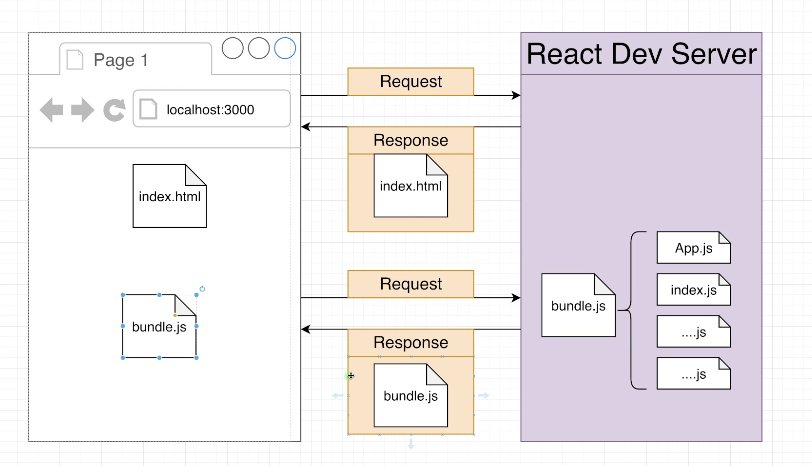 Page 1
localhost:3000
index.html
bundle.js
Request
Response
index.html
Request
Response
bundle.js
React Dev Server
bundle.js
App.js
index.js
....js
....js